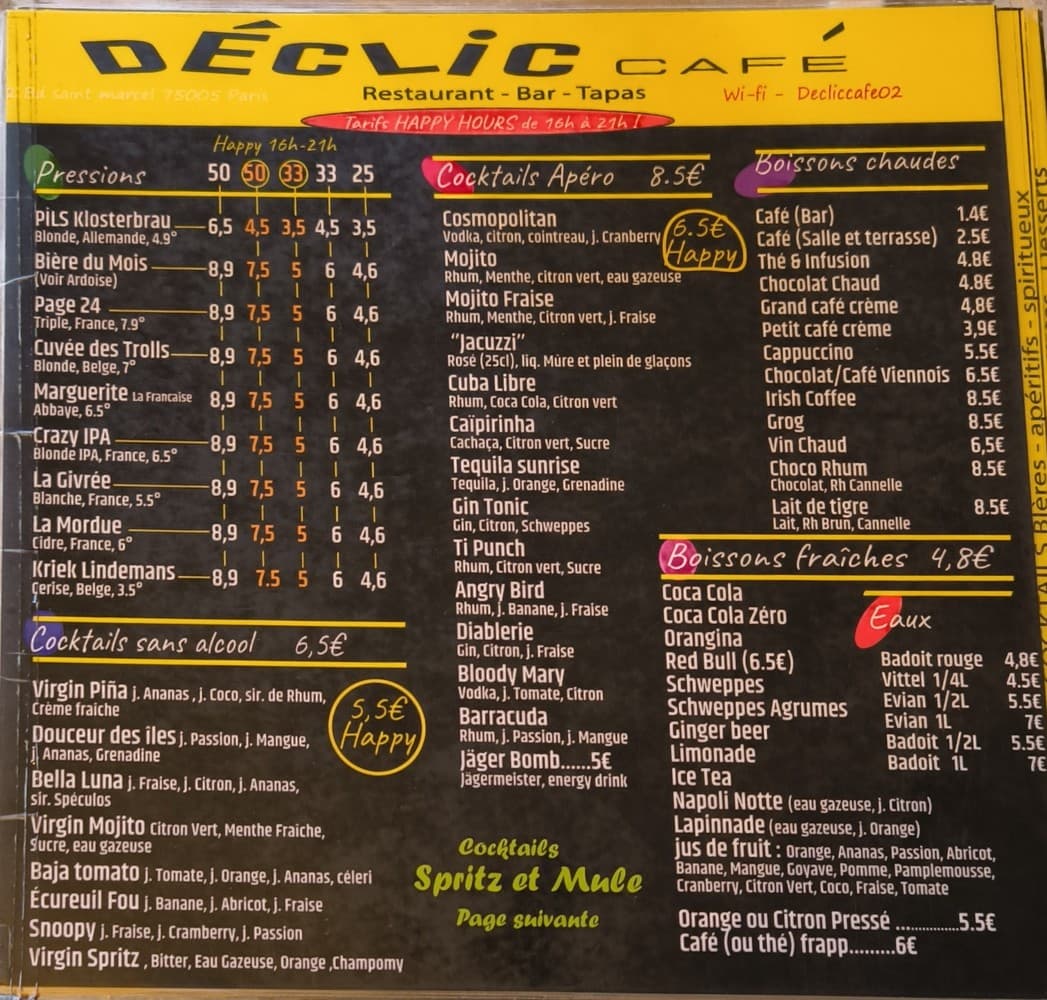 DÉCLIC CAFÉ
Bd saint marcel 75005 Paris
Restaurant - Bar - Tapas
Wi-fi - Decliccafe02
Tarifs HAPPY HOURS de 16h à 21h !
Happy 16h-21h
Pressions 50 50 33 33 25
PiLS Klosterbrau 6,5 4,5 3,5 4,5 3,5
Blonde, Allemande, 4.9°
Bière du Mois 8,9 7,5 5 6 4,6
(Voir Ardoise)
Page 24 8,9 7,5 5 6 4,6
Triple, France, 7.9°
Cuvée des Trolls 8,9 7,5 5 6 4,6
Blonde, Belge, 7°
Marguerite La Francaise 8,9 7,5 5 6 4,6
Abbaye, 6.5°
Crazy IPA 8,9 7,5 5 6 4,6
Blonde IPA, France, 6.5°
La Givrée 8,9 7,5 5 6 4,6
Blanche, France, 5.5°
La Mordue 8,9 7,5 5 6 4,6
Cidre, France, 6°
Kriek Lindemans 8,9 7.5 5 6 4,6
Cerise, Belge, 3.5°
Cocktails sans alcool 6,5€
5,5€
Happy
Virgin Piña j. Ananas , j. Coco, sir. de Rhum,
Crème fraiche
Douceur des iles j. Passion, j. Mangue,
j. Ananas, Grenadine
Bella Luna j. Fraise, j. Citron, j. Ananas,
sir. Spéculos
Virgin Mojito Citron Vert, Menthe Fraiche,
Sucre, eau gazeuse
Baja tomato j. Tomate, j. Orange, j. Ananas, céleri
Écureuil Fou j. Banane, j. Abricot, j. Fraise
Snoopy j. Fraise, j. Cramberry, j. Passion
Virgin Spritz , Bitter, Eau Gazeuse, Orange ,Champomy
Cocktails Apéro 8.5€
6.5€
Happy
Cosmopolitan
Vodka, citron, cointreau, j. Cranberry
Mojito
Rhum, Menthe, citron vert, eau gazeuse
Mojito Fraise
Rhum, Menthe, Citron vert, j. Fraise
“Jacuzzi”
Rosé (25cl), liq. Mûre et plein de glaçons
Cuba Libre
Rhum, Coca Cola, Citron vert
Caïpirinha
Cachaça, Citron vert, Sucre
Tequila sunrise
Tequila, j. Orange, Grenadine
Gin Tonic
Gin, Citron, Schweppes
Ti Punch
Rhum, Citron vert, Sucre
Angry Bird
Rhum, j. Banane, j. Fraise
Diablerie
Gin, Citron, j. Fraise
Bloody Mary
Vodka, j. Tomate, Citron
Barracuda
Rhum, j. Passion, j. Mangue
Jäger Bomb......5€
Jägermeister, energy drink
Cocktails
Spritz et Mule
Page suivante
Boissons chaudes
Café (Bar) 1.4€
Café (Salle et terrasse) 2.5€
Thé & Infusion 4.8€
Chocolat Chaud 4.8€
Grand café crème 4,8€
Petit café crème 3,9€
Cappuccino 5.5€
Chocolat/Café Viennois 6.5€
Irish Coffee 8.5€
Grog 8.5€
Vin Chaud 6,5€
Choco Rhum 8.5€
Chocolat, Rh Cannelle
Lait de tigre 8.5€
Lait, Rh Brun, Cannelle
Boissons fraîches 4,8€
Coca Cola
Coca Cola Zéro
Orangina
Red Bull (6.5€)
Schweppes
Schweppes Agrumes
Ginger beer
Limonade
Ice Tea
Napoli Notte (eau gazeuse, j. Citron)
Lapinnade (eau gazeuse, j. Orange)
jus de fruit : Orange, Ananas, Passion, Abricot,
Banane, Mangue, Goyave, Pomme, Pamplemousse,
Cranberry, Citron Vert, Coco, Fraise, Tomate
Orange ou Citron Pressé ..............5.5€
Café (ou thé) frapp.........6€
Eaux
Badoit rouge 4,8€
Vittel 1/4L 4.5€
Evian 1/2L 5.5€
Evian 1L 7€
Badoit 1/2L 5.5€
Badoit 1L 7€
Bières - apéritifs - spiritueux
Desserts